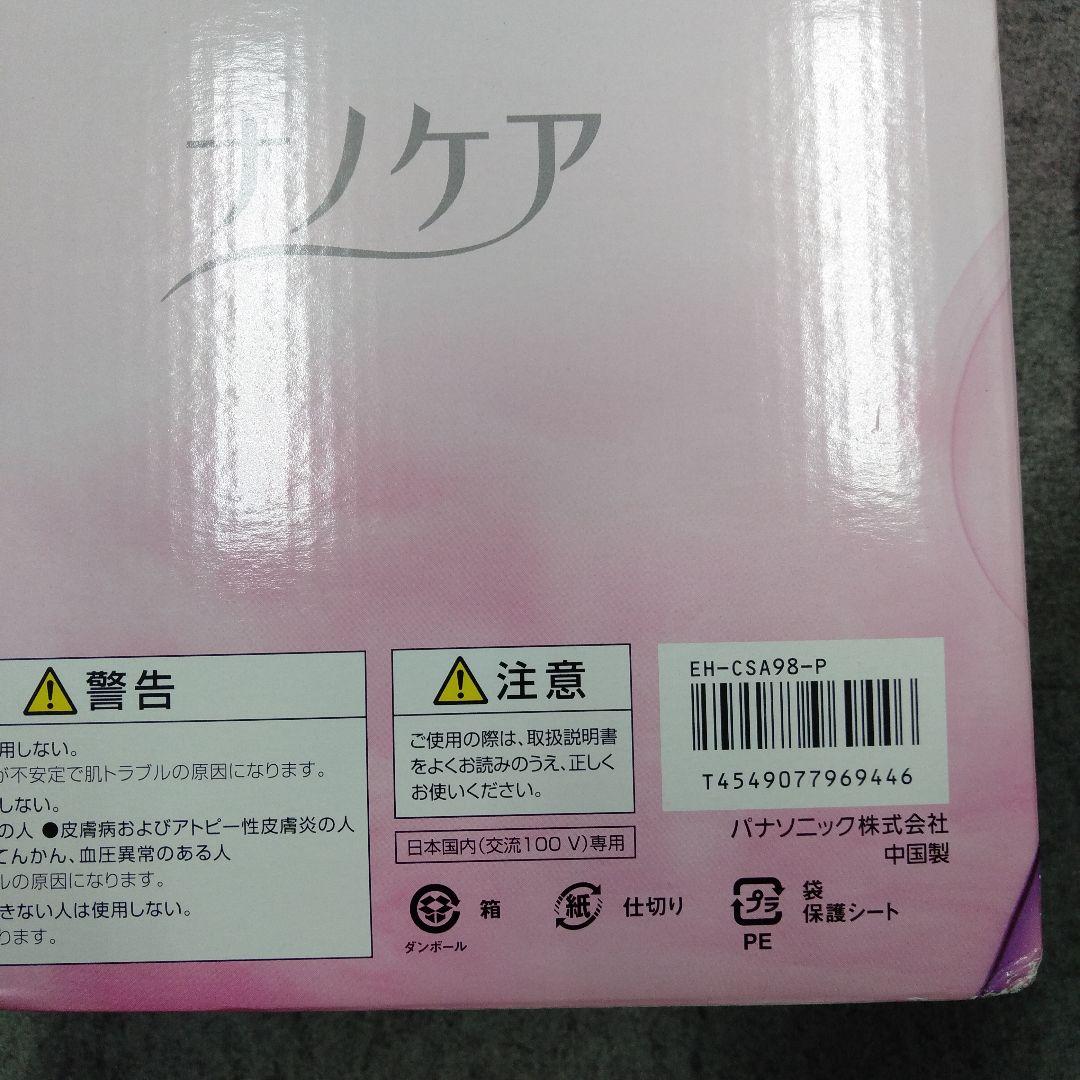 ナノケア
警告
用しない。
が不安定で肌トラブルの原因になります。
しない。
の人 ●皮膚病およびアトピー性皮膚炎の人
てんかん、血圧異常のある人
ルの原因になります。
きない人は使用しない。
ります。
注意
ご使用の際は、取扱説明書
をよくお読みのうえ、正しく
お使いください。
日本国内(交流100 V)専用
EH-CSA98-P
T4549077969446
パナソニック株式会社
中国製
箱
ダンボール
紙
仕切り
プラ
PE
袋
保護シート